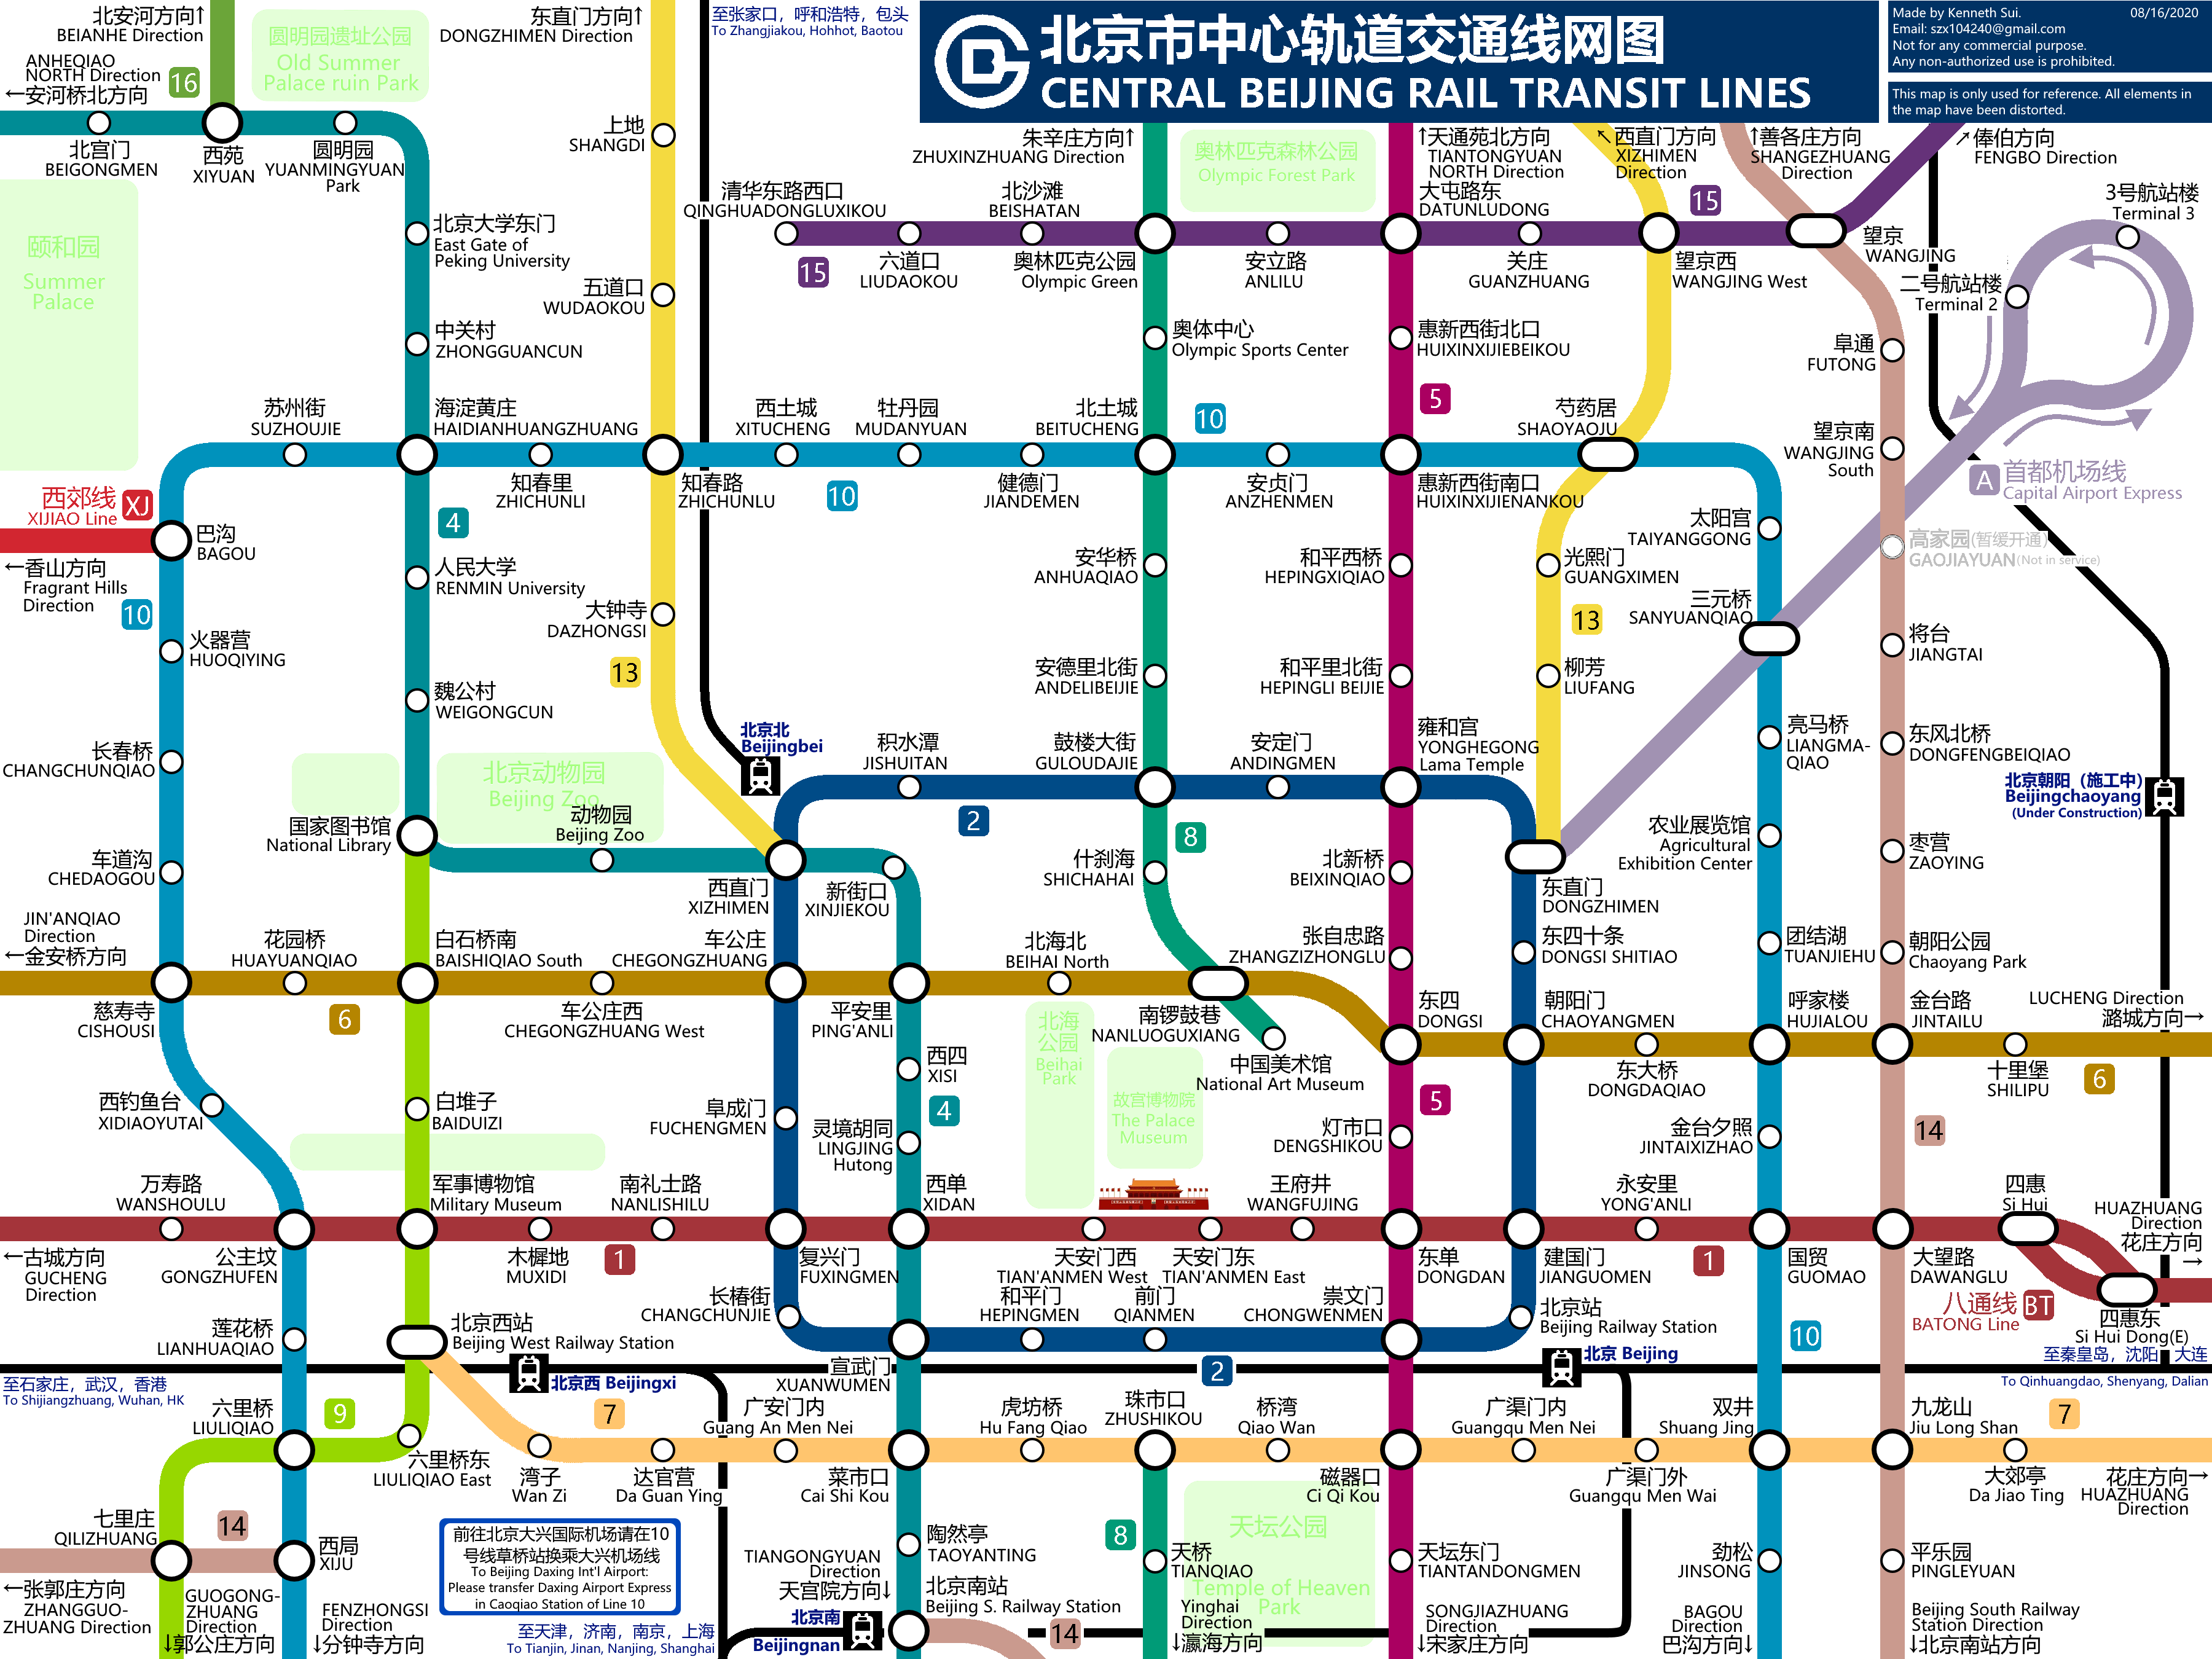 北安河方向↑
BEIANHE Direction
ANHEQIAO
NORTH Direction
←安河桥北方向
16
圆明园遗址公园
Old Summer
Palace ruin Park
东直门方向↑
DONGZHIMEN Direction
至张家口，呼和浩特，包头
To Zhangjiakou, Hohhot, Baotou
北京市中心轨道交通线网图
CENTRAL BEIJING RAIL TRANSIT LINES
Made by Kenneth Sui.
08/16/2020
Email: szx104240@gmail.com
Not for any commercial purpose.
Any non-authorized use is prohibited.
This map is only used for reference. All elements in
the map have been distorted.
北宫门
BEIGONGMEN
西苑
XIYUAN
圆明园
YUANMINGYUAN
Park
上地
SHANGDI
朱辛庄方向↑
ZHUXINZHUANG Direction
奥林匹克森林公园
Olympic Forest Park
↑天通苑北方向
TIANTONGYUAN
NORTH Direction
↖西直门方向
XIZHIMEN
Direction
↑善各庄方向
SHANGEZHUANG
Direction
↗俸伯方向
FENGBO Direction
3号航站楼
Terminal 3
清华东路西口
QINGHUADONGLUXIKOU
北沙滩
BEISHATAN
大屯路东
DATUNLUDONG
15
颐和园
Summer
Palace
北京大学东门
East Gate of
Peking University
15
六道口
LIUDAOKOU
奥林匹克公园
Olympic Green
安立路
ANLILU
关庄
GUANZHUANG
望京西
WANGJING West
望京
WANGJING
二号航站楼
Terminal 2
五道口
WUDAOKOU
中关村
ZHONGGUANCUN
奥体中心
Olympic Sports Center
惠新西街北口
HUIXINXIJIEBEIKOU
阜通
FUTONG
5
苏州街
SUZHOUJIE
海淀黄庄
HAIDIANHUANGZHUANG
西土城
XITUCHENG
牡丹园
MUDANYUAN
北土城
BEITUCHENG
10
芍药居
SHAOYAOJU
望京南
WANGJING
South
西郊线
XIJIAO Line
XJ
知春里
ZHICHUNLI
知春路
ZHICHUNLU
10
健德门
JIANDEMEN
安贞门
ANZHENMEN
惠新西街南口
HUIXINXIJIENANKOU
A
首都机场线
Capital Airport Express
4
巴沟
BAGOU
←香山方向
Fragrant Hills
Direction
10
太阳宫
TAIYANGGONG
高家园(暂缓开通)
GAOJIAYUAN(Not in service)
人民大学
RENMIN University
安华桥
ANHUAQIAO
和平西桥
HEPINGXIQIAO
光熙门
GUANGXIMEN
大钟寺
DAZHONGSI
13
三元桥
SANYUANQIAO
火器营
HUOQIYING
将台
JIANGTAI
13
安德里北街
ANDELIBEIJIE
和平里北街
HEPINGLI BEIJIE
柳芳
LIUFANG
魏公村
WEIGONGCUN
北京北
Beijingbei
积水潭
JISHUITAN
鼓楼大街
GULOUDAJIE
安定门
ANDINGMEN
雍和宫
YONGHEGONG
Lama Temple
亮马桥
LIANGMA-
QIAO
东风北桥
DONGFENGBEIQIAO
长春桥
CHANGCHUNQIAO
北京动物园
Beijing Zoo
北京朝阳（施工中）
Beijingchaoyang
(Under Construction)
国家图书馆
National Library
动物园
Beijing Zoo
2
8
农业展览馆
Agricultural
Exhibition Center
枣营
ZAOYING
车道沟
CHEDAOGOU
西直门
XIZHIMEN
新街口
XINJIEKOU
什刹海
SHICHAHAI
北新桥
BEIXINQIAO
东直门
DONGZHIMEN
JIN'ANQIAO
Direction
←金安桥方向
花园桥
HUAYUANQIAO
白石桥南
BAISHIQIAO South
车公庄
CHEGONGZHUANG
北海北
BEIHAI North
张自忠路
ZHANGZIZHONGLU
东四十条
DONGSI SHITIAO
团结湖
TUANJIEHU
朝阳公园
Chaoyang Park
慈寿寺
CISHOUSI
6
车公庄西
CHEGONGZHUANG West
平安里
PING'ANLI
北海
公园
Beihai
Park
南锣鼓巷
NANLUOGUXIANG
东四
DONGSI
朝阳门
CHAOYANGMEN
呼家楼
HUJIALOU
金台路
JINTAILU
LUCHENG Direction
潞城方向→
西四
XISI
中国美术馆
National Art Museum
东大桥
DONGDAQIAO
十里堡
SHILIPU
6
西钓鱼台
XIDIAOYUTAI
白堆子
BAIDUIZI
阜成门
FUCHENGMEN
4
故宫博物院
The Palace
Museum
5
灵境胡同
LINGJING
Hutong
灯市口
DENGSHIKOU
金台夕照
JINTAIXIZHAO
14
万寿路
WANSHOULU
军事博物馆
Military Museum
南礼士路
NANLISHILU
西单
XIDAN
王府井
WANGFUJING
永安里
YONG'ANLI
四惠
Si Hui
HUAZHUANG
Direction
花庄方向
→
←古城方向
GUCHENG
Direction
公主坟
GONGZHUFEN
木樨地
MUXIDI
1
复兴门
FUXINGMEN
天安门西
TIAN'ANMEN West
天安门东
TIAN'ANMEN East
东单
DONGDAN
建国门
JIANGUOMEN
1
国贸
GUOMAO
大望路
DAWANGLU
八通线
BATONG Line
BT
四惠东
Si Hui Dong(E)
莲花桥
LIANHUAQIAO
北京西站
Beijing West Railway Station
长椿街
CHANGCHUNJIE
和平门
HEPINGMEN
前门
QIANMEN
崇文门
CHONGWENMEN
北京站
Beijing Railway Station
10
宣武门
XUANWUMEN
2
北京 Beijing
至石家庄，武汉，香港
To Shijiangzhuang, Wuhan, HK
北京西 Beijingxi
至秦皇岛，沈阳，大连
To Qinhuangdao, Shenyang, Dalian
六里桥
LIULIQIAO
9
7
广安门内
Guang An Men Nei
虎坊桥
Hu Fang Qiao
珠市口
ZHUSHIKOU
桥湾
Qiao Wan
广渠门内
Guangqu Men Nei
双井
Shuang Jing
九龙山
Jiu Long Shan
7
六里桥东
LIULIQIAO East
湾子
Wan Zi
达官营
Da Guan Ying
菜市口
Cai Shi Kou
磁器口
Ci Qi Kou
广渠门外
Guangqu Men Wai
大郊亭
Da Jiao Ting
花庄方向→
HUAZHUANG
Direction
七里庄
QILIZHUANG
14
西局
XIJU
前往北京大兴国际机场请在10
号线草桥站换乘大兴机场线
To Beijing Daxing Int'l Airport:
Please transfer Daxing Airport Express
in Caoqiao Station of Line 10
陶然亭
TAOYANTING
TIANGONGYUAN
Direction
天宫院方向↓
8
天桥
TIANQIAO
天坛公园
Temple of Heaven
Park
天坛东门
TIANTANDONGMEN
劲松
JINSONG
平乐园
PINGLEYUAN
←张郭庄方向
ZHANGGUO-
ZHUANG Direction
GUOGONG-
ZHUANG
Direction
↓郭公庄方向
FENZHONGSI
Direction
↓分钟寺方向
至天津，济南，南京，上海
To Tianjin, Jinan, Nanjing, Shanghai
北京南
Beijingnan
北京南站
Beijing S. Railway Station
14
Yinghai
Direction
↓瀛海方向
SONGJIAZHUANG
Direction
↓宋家庄方向
BAGOU
Direction
巴沟方向↓
Beijing South Railway
Station Direction
↓北京南站方向